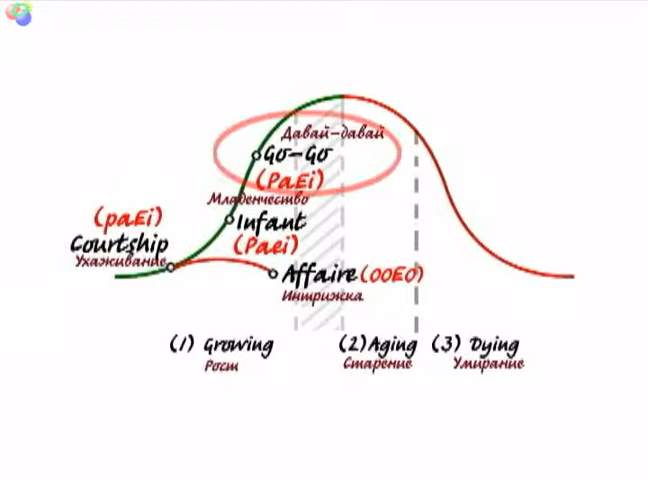 Давай-давай
Go-Go
(PaEi)
Младенчество
Infant
(Paei)
(paEi)
Courtship
Ухаживание
Affaire (00E0)
Интрижка
(1) Growing
Рост
(2) Aging
Старение
(3) Dying
Умирание